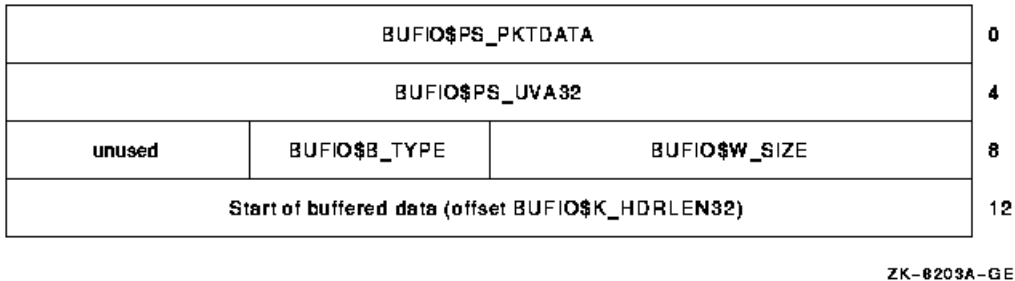 BUFIO$PS_PKTDATA 0
BUFIO$PS_UVA32 4
unused BUFIO$B_TYPE BUFIO$W_SIZE 8
Start of buffered data (offset BUFIO$K_HDRLEN32) 12
ZK-8203A-GE